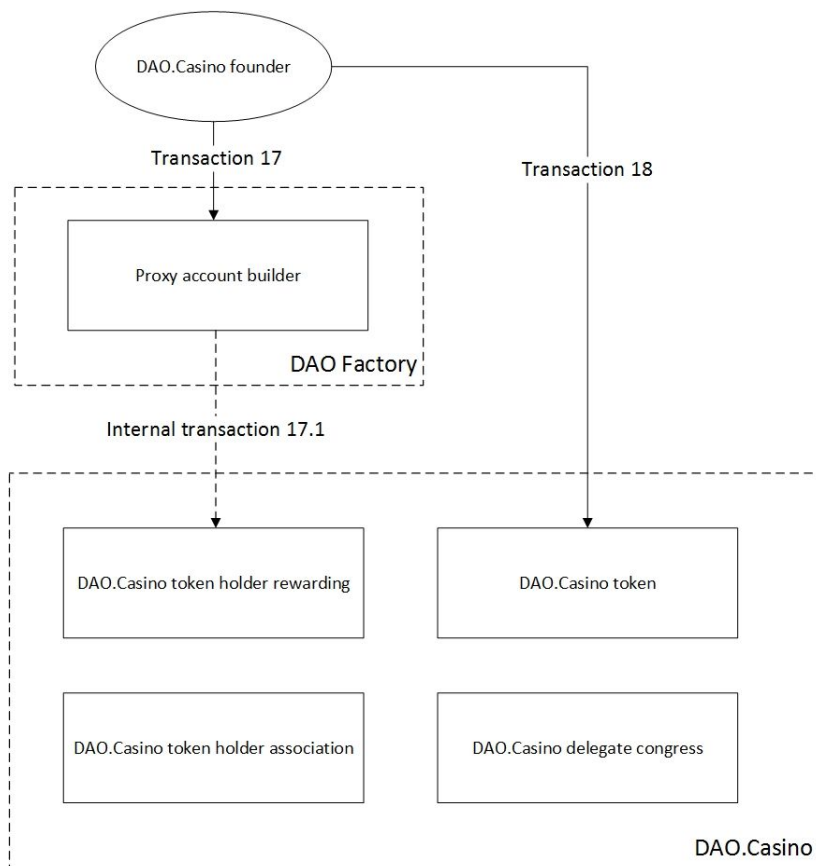 DAO.Casino founder
Transaction 17
Transaction 18
Proxy account builder
DAO Factory
Internal transaction 17.1
DAO.Casino token holder rewarding
DAO.Casino token
DAO.Casino token holder association
DAO.Casino delegate congress
DAO.Casino